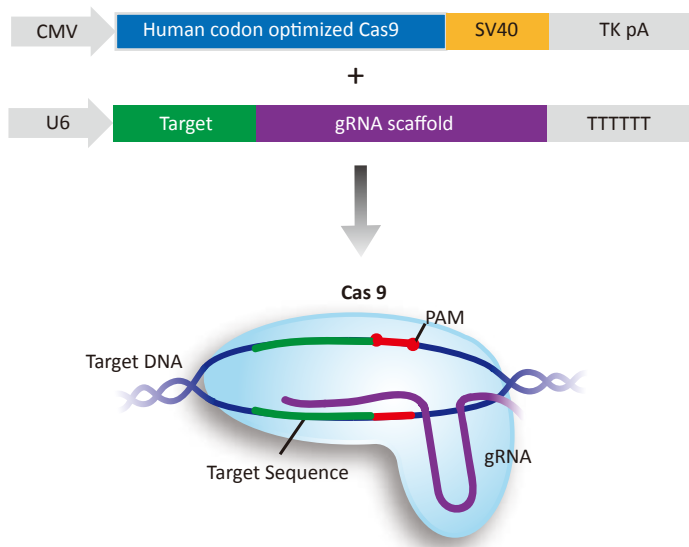 CMV Human codon optimized Cas9 SV40 TK pA
+
U6 Target gRNA scaffold TTTTTT
Cas 9
PAM
Target DNA
gRNA
Target Sequence